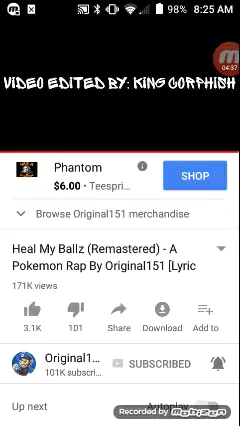 98% 8:25 AM
04:37
VIDEO EDITED BY: KING CORPHISH
Phantom
$6.00 • Teespri...
SHOP
Browse Original151 merchandise
Heal My Ballz (Remastered) - A
Pokemon Rap By Original151 [Lyric
171K views
3.1K 101 Share Download Add to
Original1...
101K subscri...
SUBSCRIBED
Up next Autoplay
Recorded by MOBIZEN